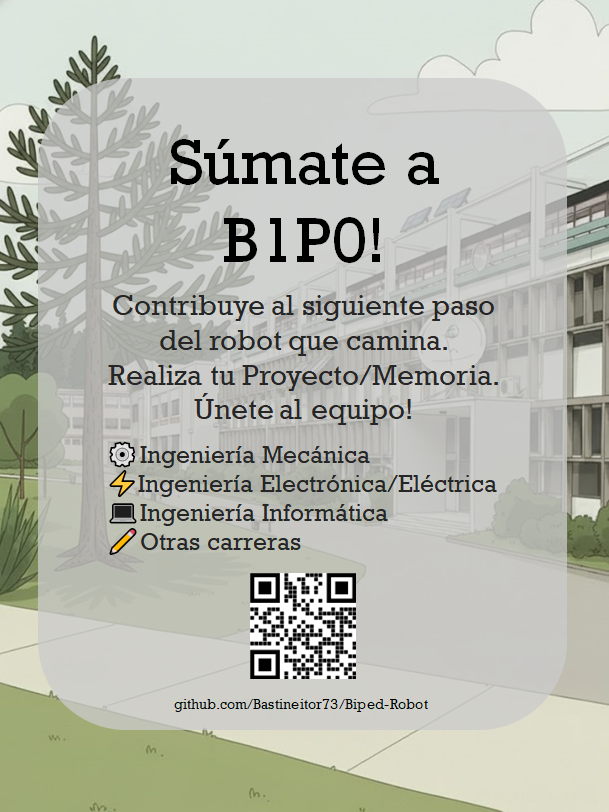 Súmate a
B1P0!
Contribuye al siguiente paso
del robot que camina.
Realiza tu Proyecto/Memoria.
Únete al equipo!
Ingeniería Mecánica
Ingeniería Electrónica/Eléctrica
Ingeniería Informática
Otras carreras
github.com/Bastineitor73/Biped-Robot